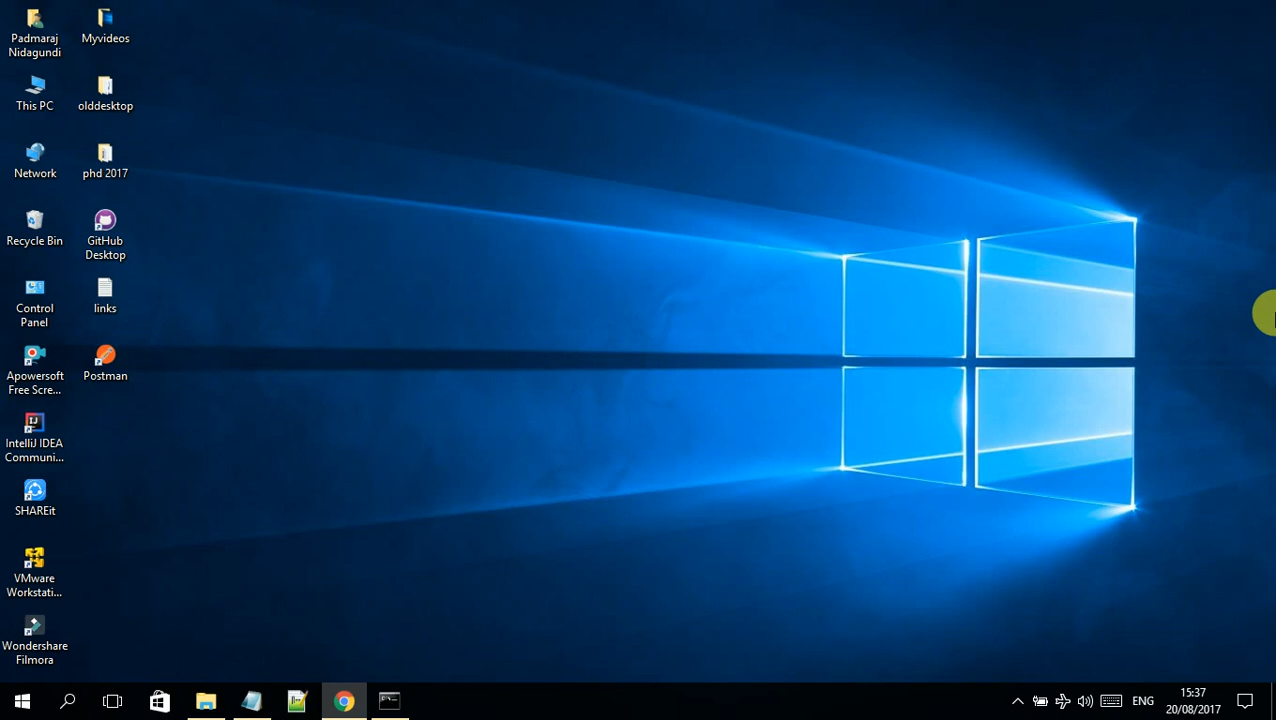 Padmaraj
Nidagundi
Myvideos
This PC
olddesktop
Network
phd 2017
Recycle Bin
GitHub
Desktop
Control
Panel
links
Apowersoft
Free Scre...
Postman
IntelliJ IDEA
Communi...
SHAREit
VMware
Workstati...
Wondershare
Filmora
ENG
15:37
20/08/2017